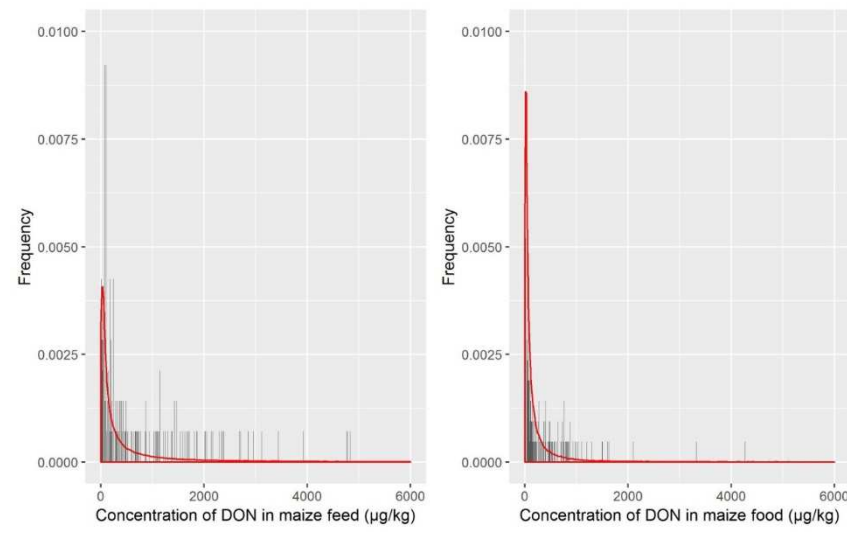 0.0100
0.0075
0.0050
0.0025
0.0000
Frequency
0 2000 4000 6000
Concentration of DON in maize feed (µg/kg)
0.0100
0.0075
0.0050
0.0025
0.0000
Frequency
0 2000 4000 6000
Concentration of DON in maize food (µg/kg)